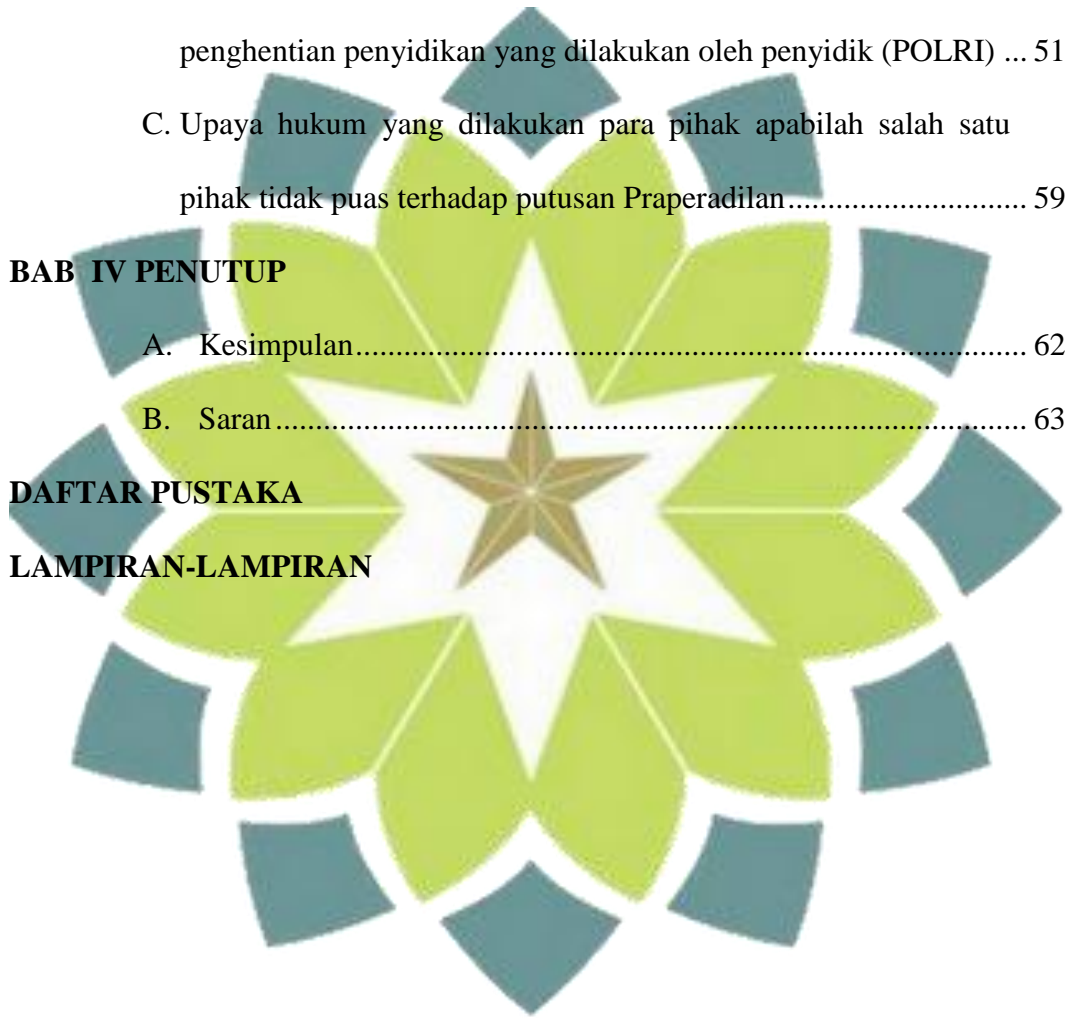 penghentian penyidikan yang dilakukan oleh penyidik (POLRI) ... 51
C. Upaya hukum yang dilakukan para pihak apabilah salah satu
pihak tidak puas terhadap putusan Praperadilan.............................. 59
BAB IV PENUTUP
A. Kesimpulan................................................................................... 62
B. Saran ............................................................................................. 63
DAFTAR PUSTAKA
LAMPIRAN-LAMPIRAN